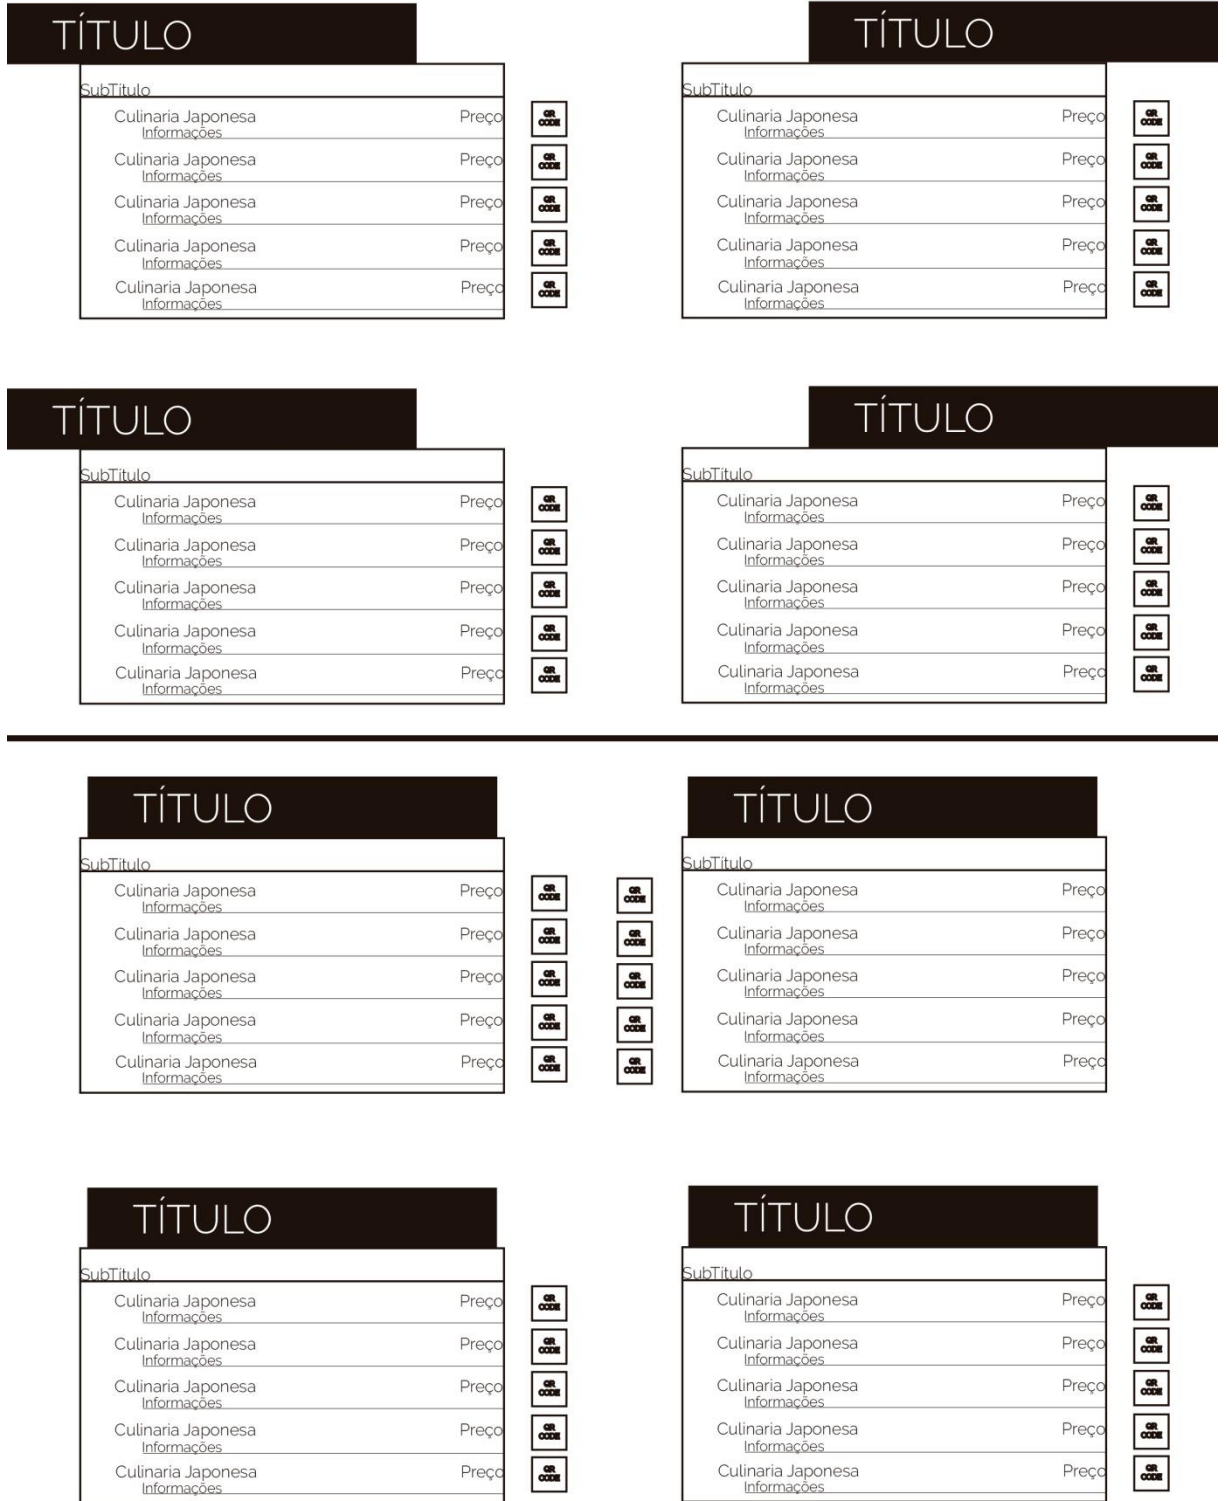 TÍTULO
SubTitulo
Culinaria Japonesa Preço QR CODE
Informações
Culinaria Japonesa Preço QR CODE
Informações
Culinaria Japonesa Preço QR CODE
Informações
Culinaria Japonesa Preço QR CODE
Informações
Culinaria Japonesa Preço QR CODE
Informações
TÍTULO
SubTitulo
Culinaria Japonesa Preço QR CODE
Informações
Culinaria Japonesa Preço QR CODE
Informações
Culinaria Japonesa Preço QR CODE
Informações
Culinaria Japonesa Preço QR CODE
Informações
Culinaria Japonesa Preço QR CODE
Informações
TÍTULO
SubTitulo
Culinaria Japonesa Preço QR CODE
Informações
Culinaria Japonesa Preço QR CODE
Informações
Culinaria Japonesa Preço QR CODE
Informações
Culinaria Japonesa Preço QR CODE
Informações
Culinaria Japonesa Preço QR CODE
Informações
TÍTULO
SubTitulo
Culinaria Japonesa Preço QR CODE
Informações
Culinaria Japonesa Preço QR CODE
Informações
Culinaria Japonesa Preço QR CODE
Informações
Culinaria Japonesa Preço QR CODE
Informações
Culinaria Japonesa Preço QR CODE
Informações
TÍTULO
SubTitulo
Culinaria Japonesa Preço QR CODE
Informações
Culinaria Japonesa Preço QR CODE
Informações
Culinaria Japonesa Preço QR CODE
Informações
Culinaria Japonesa Preço QR CODE
Informações
Culinaria Japonesa Preço QR CODE
Informações
TÍTULO
SubTitulo
QR CODE Culinaria Japonesa Preço
Informações
QR CODE Culinaria Japonesa Preço
Informações
QR CODE Culinaria Japonesa Preço
Informações
QR CODE Culinaria Japonesa Preço
Informações
QR CODE Culinaria Japonesa Preço
Informações
TÍTULO
SubTitulo
Culinaria Japonesa Preço QR CODE
Informações
Culinaria Japonesa Preço QR CODE
Informações
Culinaria Japonesa Preço QR CODE
Informações
Culinaria Japonesa Preço QR CODE
Informações
Culinaria Japonesa Preço QR CODE
Informações
TÍTULO
SubTitulo
Culinaria Japonesa Preço QR CODE
Informações
Culinaria Japonesa Preço QR CODE
Informações
Culinaria Japonesa Preço QR CODE
Informações
Culinaria Japonesa Preço QR CODE
Informações
Culinaria Japonesa Preço QR CODE
Informações